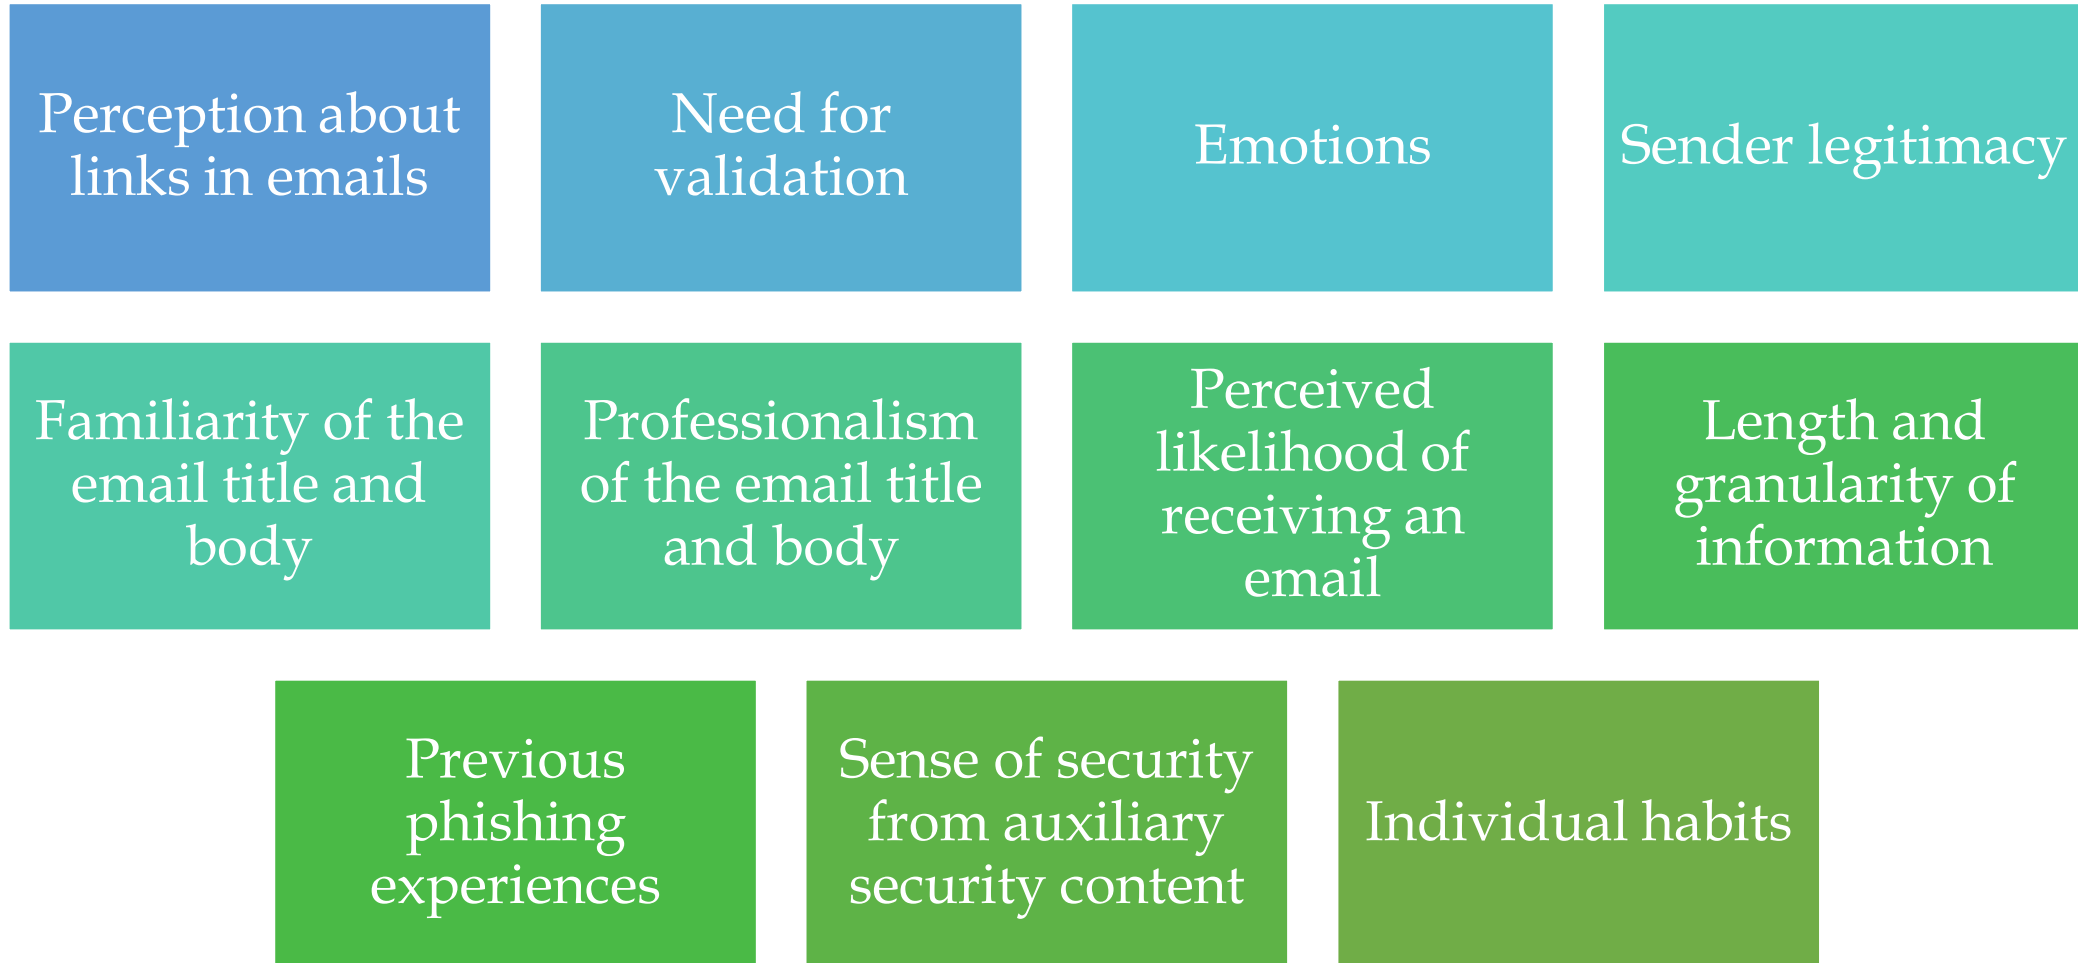 Perception about
links in emails
Need for
validation
Emotions
Sender legitimacy
Familiarity of the
email title and
body
Professionalism
of the email title
and body
Perceived
likelihood of
receiving an
email
Length and
granularity of
information
Previous
phishing
experiences
Sense of security
from auxiliary
security content
Individual habits